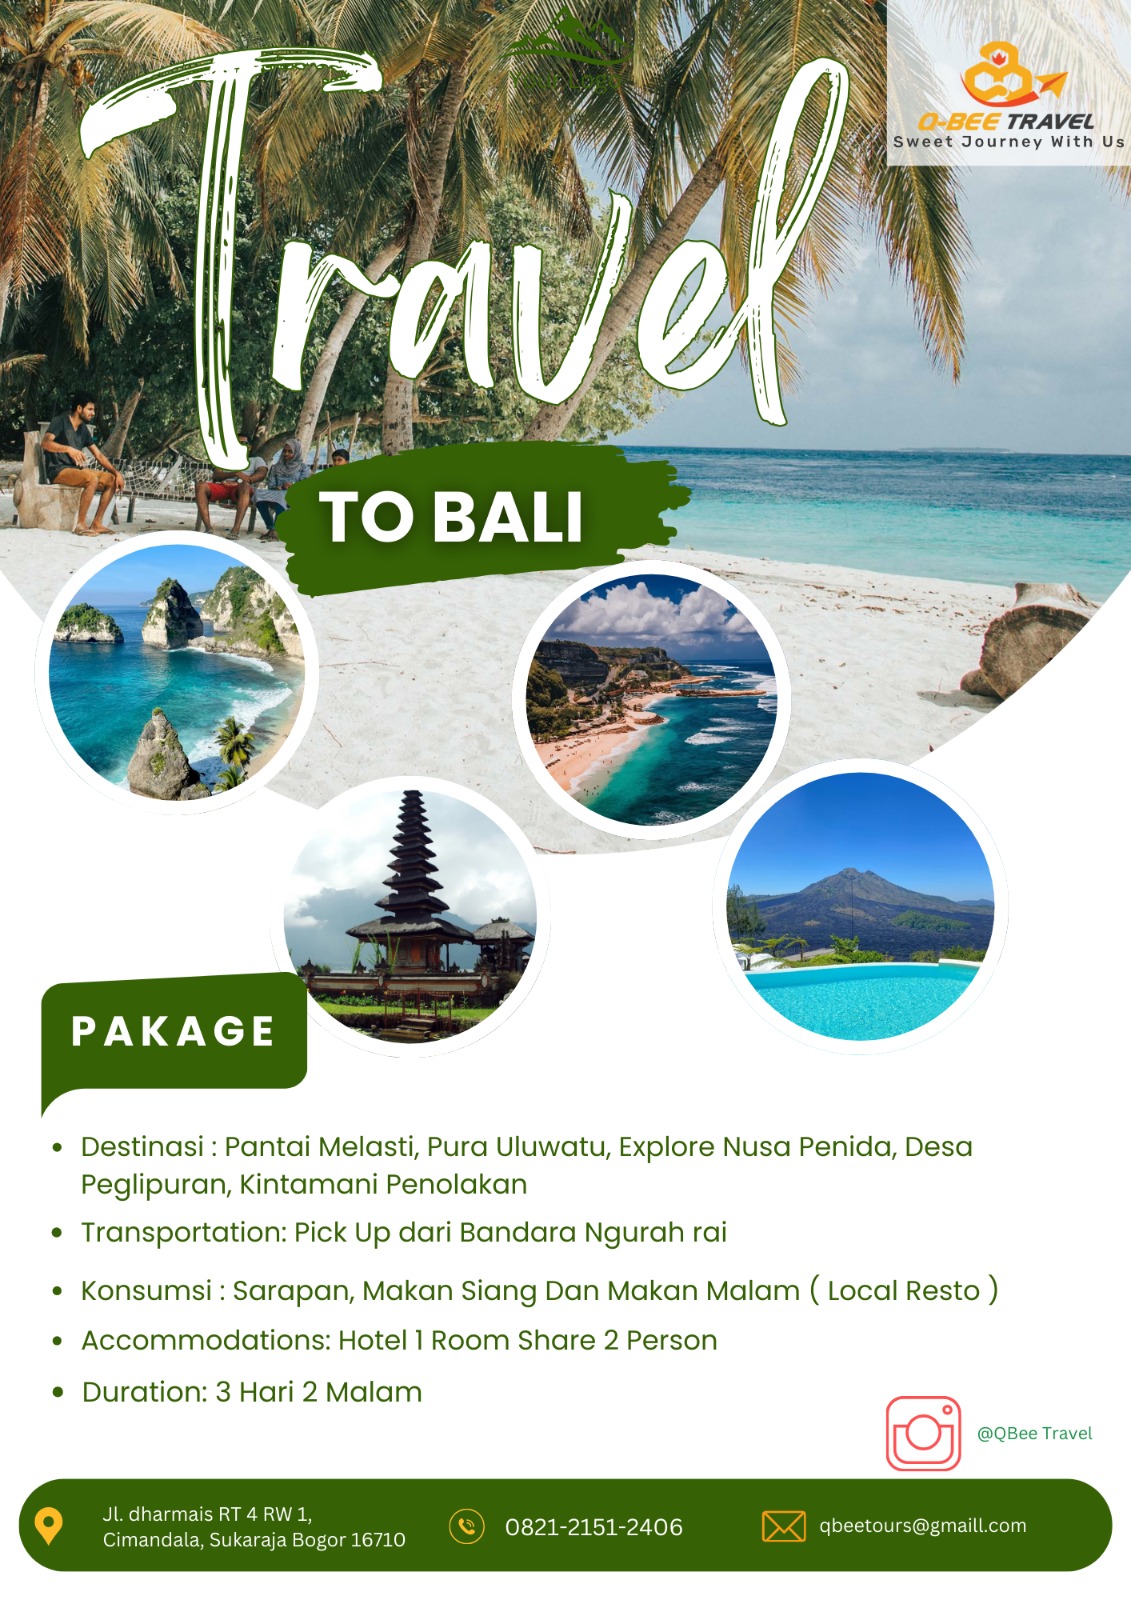 Travel
Q-BEE TRAVEL
Sweet Journey With Us
TO BALI
PAKAGE
• Destinasi : Pantai Melasti, Pura Uluwatu, Explore Nusa Penida, Desa
Peglipuran, Kintamani Penolakan
• Transportation: Pick Up dari Bandara Ngurah rai
• Konsumsi : Sarapan, Makan Siang Dan Makan Malam ( Local Resto )
• Accommodations: Hotel 1 Room Share 2 Person
• Duration: 3 Hari 2 Malam
@QBee Travel
Jl. dharmais RT 4 RW 1,
Cimandala, Sukaraja Bogor 16710
0821-2151-2406
qbeetours@gmaill.com